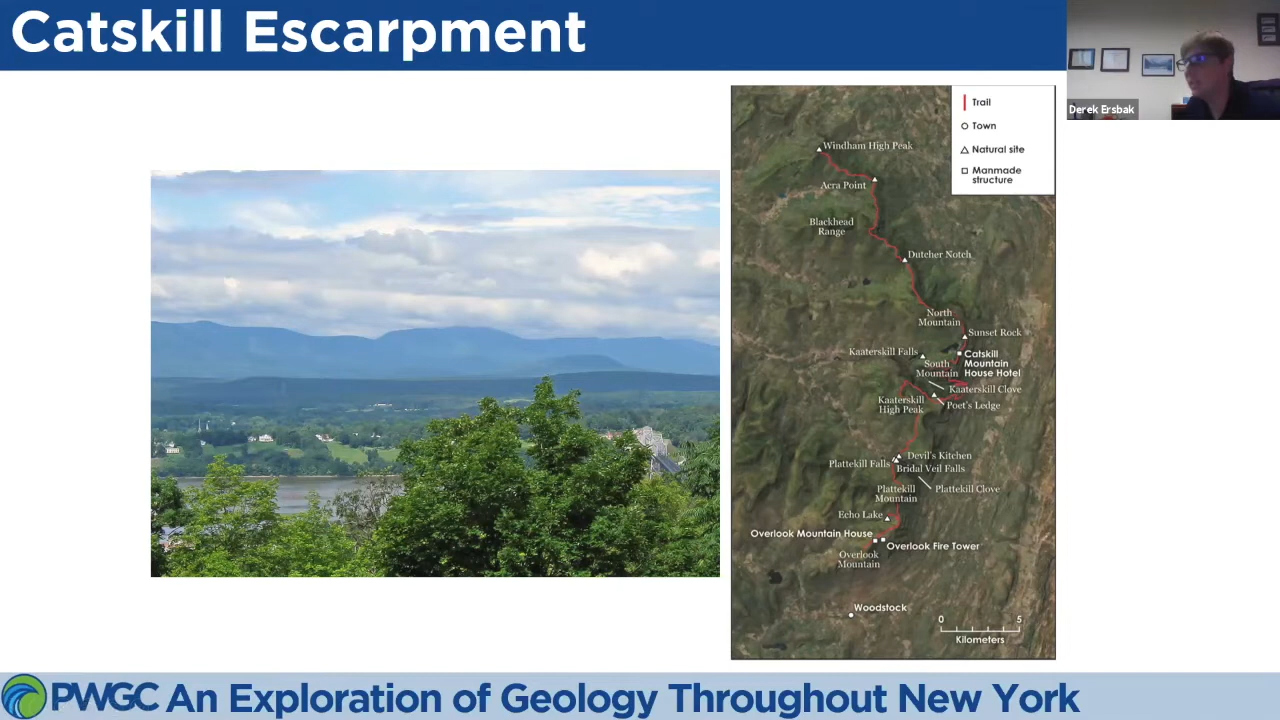 Catskill Escarpment
Derek Ersbak
Trail
Town
Natural site
Manmade
structure
Windham High Peak
Acra Point
Blackhead
Range
Dutcher Notch
North
Mountain
Sunset Rock
Kaaterskill Falls
Catskill
Mountain
House Hotel
South
Mountain
Kaaterskill Clove
Kaaterskill
High Peak
Poet's Ledge
Devil's Kitchen
Plattekill Falls
Bridal Veil Falls
Plattekill
Mountain
Plattekill Clove
Echo Lake
Overlook Mountain House
Overlook Fire Tower
Overlook
Mountain
Woodstock
0 5
Kilometers
PWGC An Exploration of Geology Throughout New York